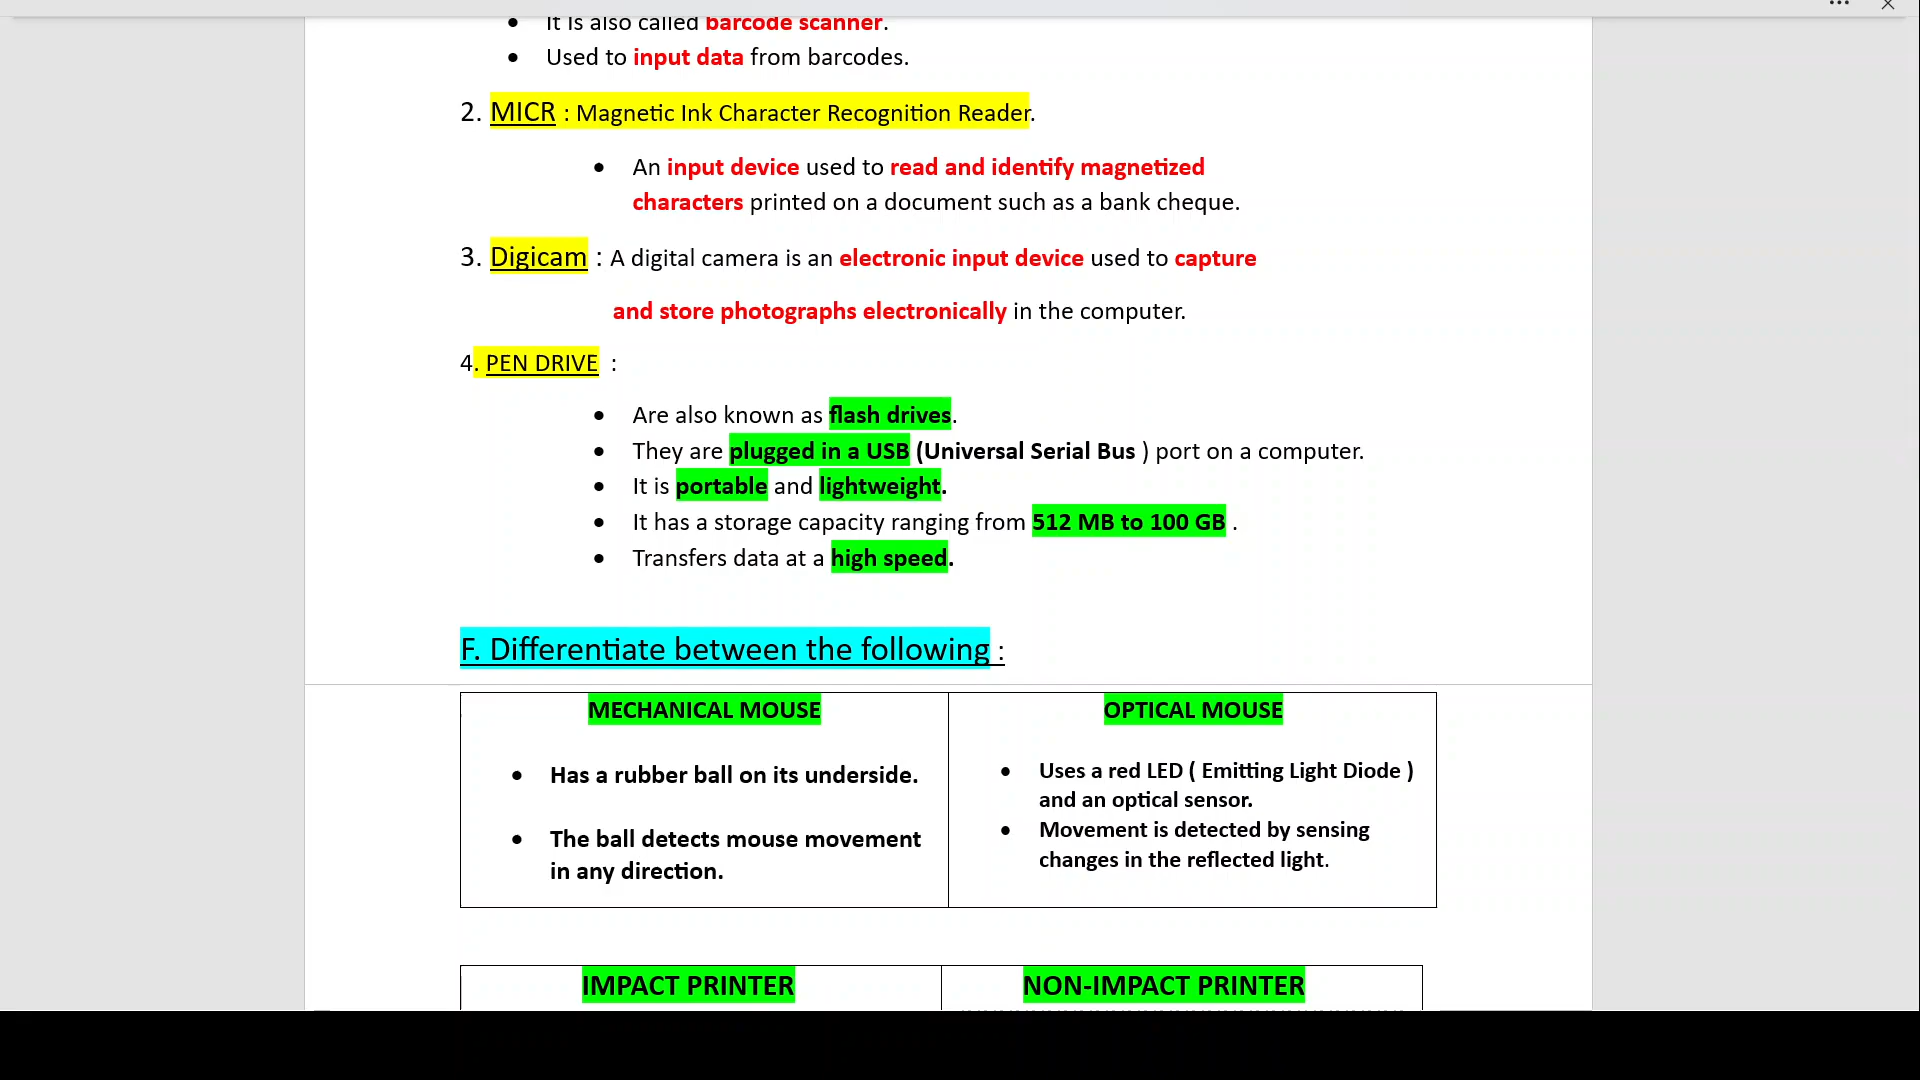 It is also called barcode scanner.
Used to input data from barcodes.
2. MICR : Magnetic Ink Character Recognition Reader.
An input device used to read and identify magnetized
characters printed on a document such as a bank cheque.
3. Digicam : A digital camera is an electronic input device used to capture
and store photographs electronically in the computer.
4. PEN DRIVE :
Are also known as flash drives.
They are plugged in a USB (Universal Serial Bus ) port on a computer.
It is portable and lightweight.
It has a storage capacity ranging from 512 MB to 100 GB .
Transfers data at a high speed.
F. Differentiate between the following :
MECHANICAL MOUSE
Has a rubber ball on its underside.
The ball detects mouse movement
in any direction.
OPTICAL MOUSE
Uses a red LED ( Emitting Light Diode )
and an optical sensor.
Movement is detected by sensing
changes in the reflected light.
IMPACT PRINTER
NON-IMPACT PRINTER